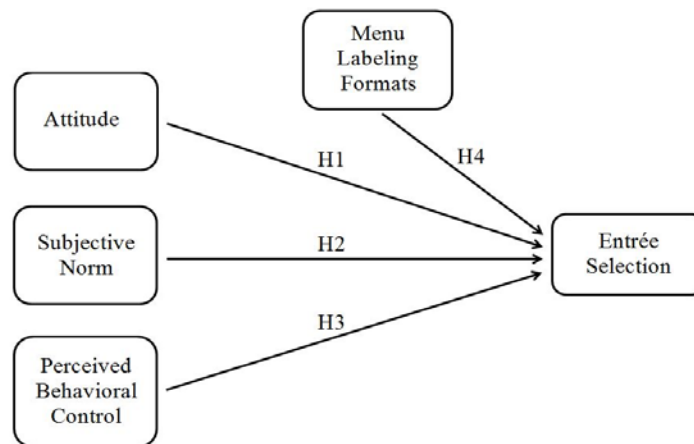 Menu
Labeling
Formats
Attitude
H1
H4
Subjective
Norm
H2
Entrée
Selection
H3
Perceived
Behavioral
Control